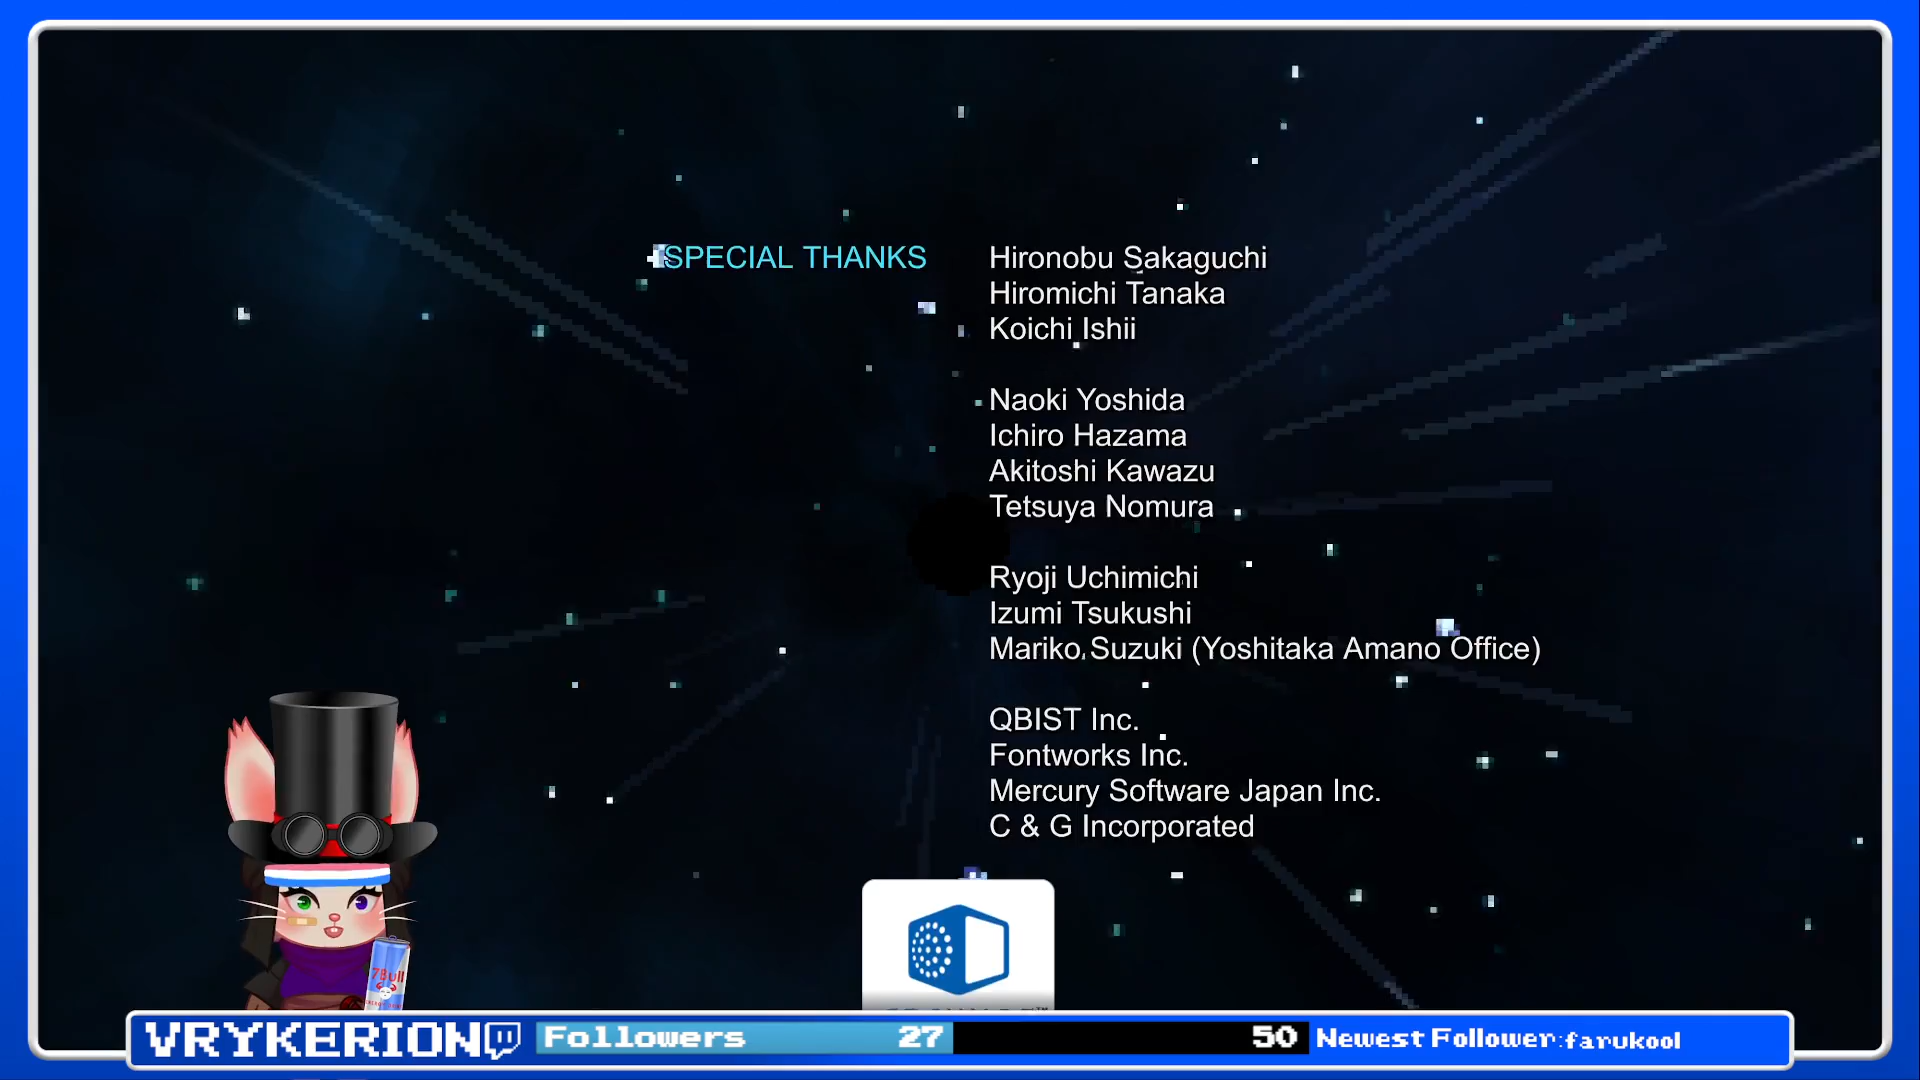 SPECIAL THANKS Hironobu Sakaguchi
Hiromichi Tanaka
Koichi Ishii
Naoki Yoshida
Ichiro Hazama
Akitoshi Kawazu
Tetsuya Nomura
Ryoji Uchimichi
Izumi Tsukushi
Mariko Suzuki (Yoshitaka Amano Office)
QBIST Inc.
Fontworks Inc.
Mercury Software Japan Inc.
C & G Incorporated
7Bull
VRYKERION Followers 27 50 Newest Follower:farukool